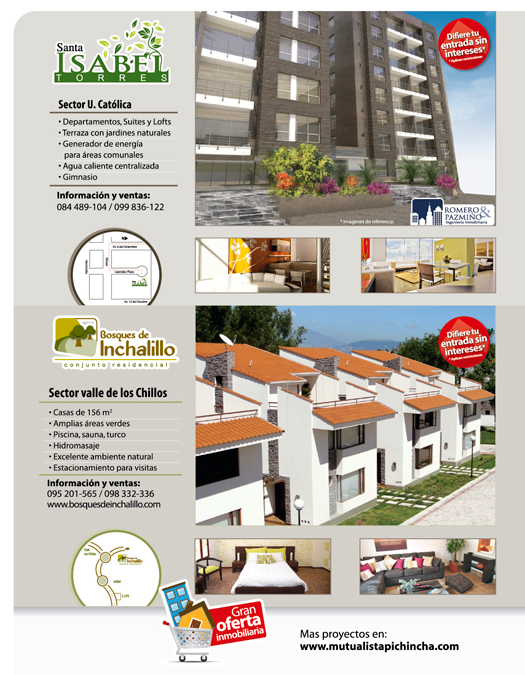 Santa
ISABEL
TORRES
Sector U. Católica
• Departamentos, Suites y Lofts
• Terraza con jardines naturales
• Generador de energía
para áreas comunales
• Agua caliente centralizada
• Gimnasio
Información y ventas:
084 489-104 / 099 836-122
Difiere tu
entrada sin
intereses*
*Aplican restricciones
ROMERO &
PAZMIÑO
Ingeniería Inmobiliaria
* Imágenes de referencia.
Bosques de
Inchalillo
conjunto residencial
Sector valle de los Chillos
• Casas de 156 m²
• Amplias áreas verdes
• Piscina, sauna, turco
• Hidromasaje
• Excelente ambiente natural
• Estacionamiento para visitas
Información y ventas:
095 201-565 / 098 332-336
www.bosquesdeinchalillo.com
Difiere tu
entrada sin
intereses*
*Aplican restricciones
Bosques de
Inchalillo
Gran
oferta
inmobiliaria
Mas proyectos en:
www.mutualistapichincha.com